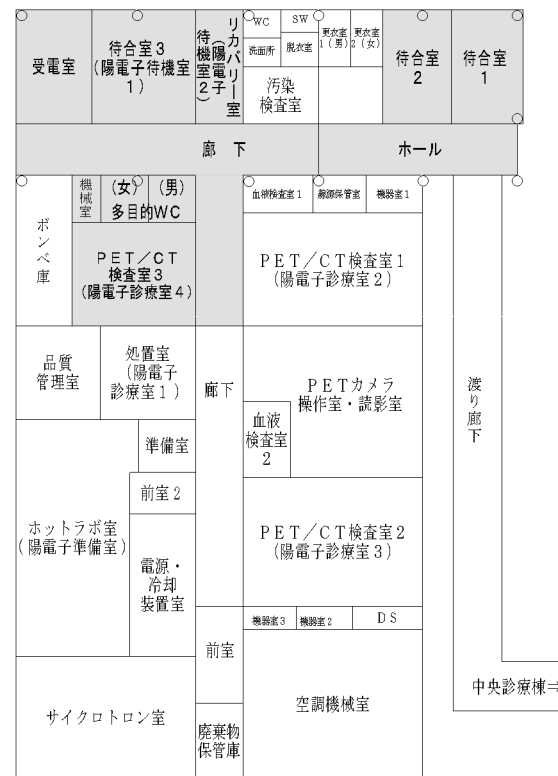 受電室
待合室３
（陽電子待機室
１）
リカバリー室
（陽電子
待機室２）
WC
SW
洗面所
脱衣室
更衣室
1（男）
更衣室
2（女）
汚染
検査室
待合室
2
待合室
1
廊 下
ホール
ボンベ庫
機械室
（女）
（男）
多目的WC
ＰＥＴ／ＣＴ
検査室３
（陽電子診療室４）
血液検査室１
線源保管室
機器室１
ＰＥＴ／ＣＴ検査室１
（陽電子診療室２）
品質
管理室
処置室
（陽電子
診療室１）
廊下
ＰＥＴカメラ
操作室・読影室
血液
検査室
2
渡り廊下
準備室
前室２
ホットラボ室
（陽電子準備室）
電源・
冷却
装置室
ＰＥＴ／ＣＴ検査室２
（陽電子診療室３）
機器室３
機器室２
ＤＳ
前室
サイクロトロン室
廃棄物
保管庫
空調機械室
中央診療棟⇒